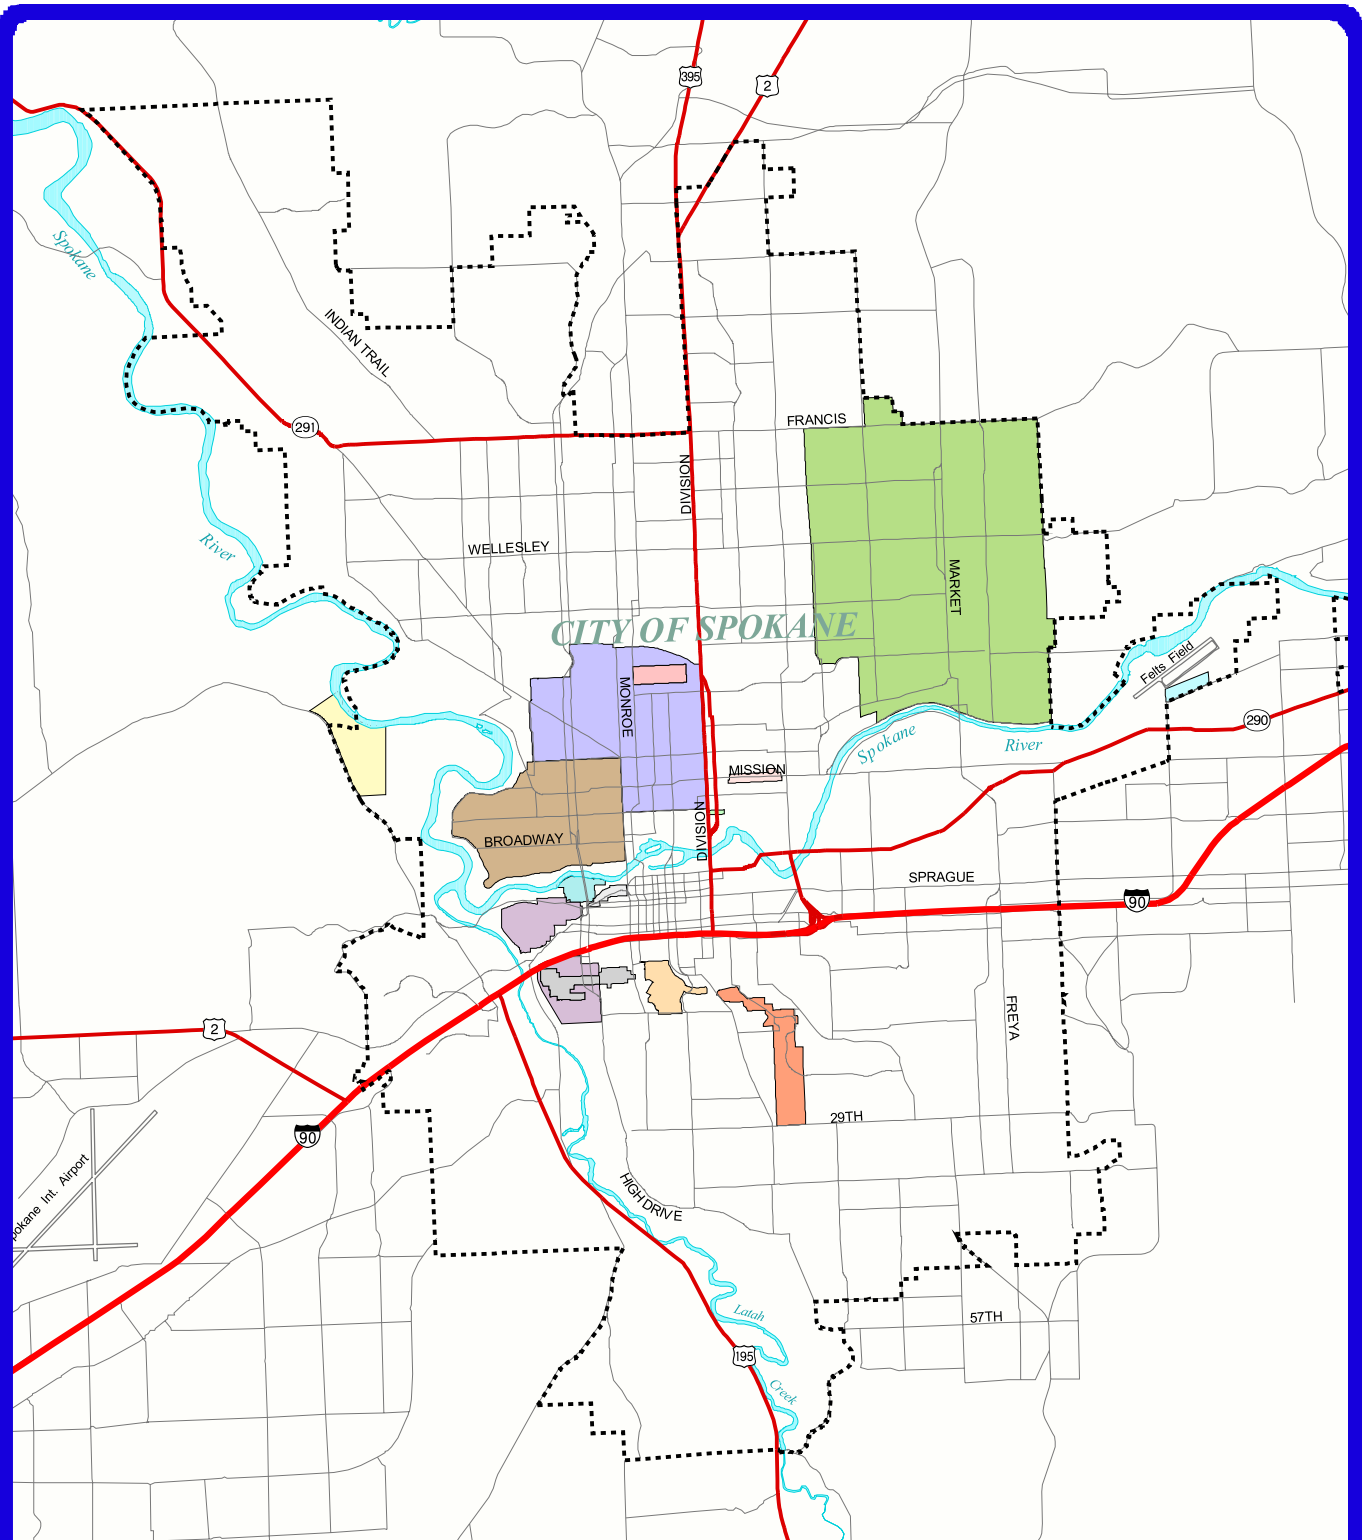 395
2
Spokane
INDIAN TRAIL
291
FRANCIS
DIVISION
WELLESLEY
River
MARKET
CITY OF SPOKANE
Felts Field
MONROE
290
Spokane
River
MISSION
DIVISION
BROADWAY
SPRAGUE
90
FREYA
2
29TH
90
pokane Int. Airport
HIGH DRIVE
Latah
57TH
195
Creek